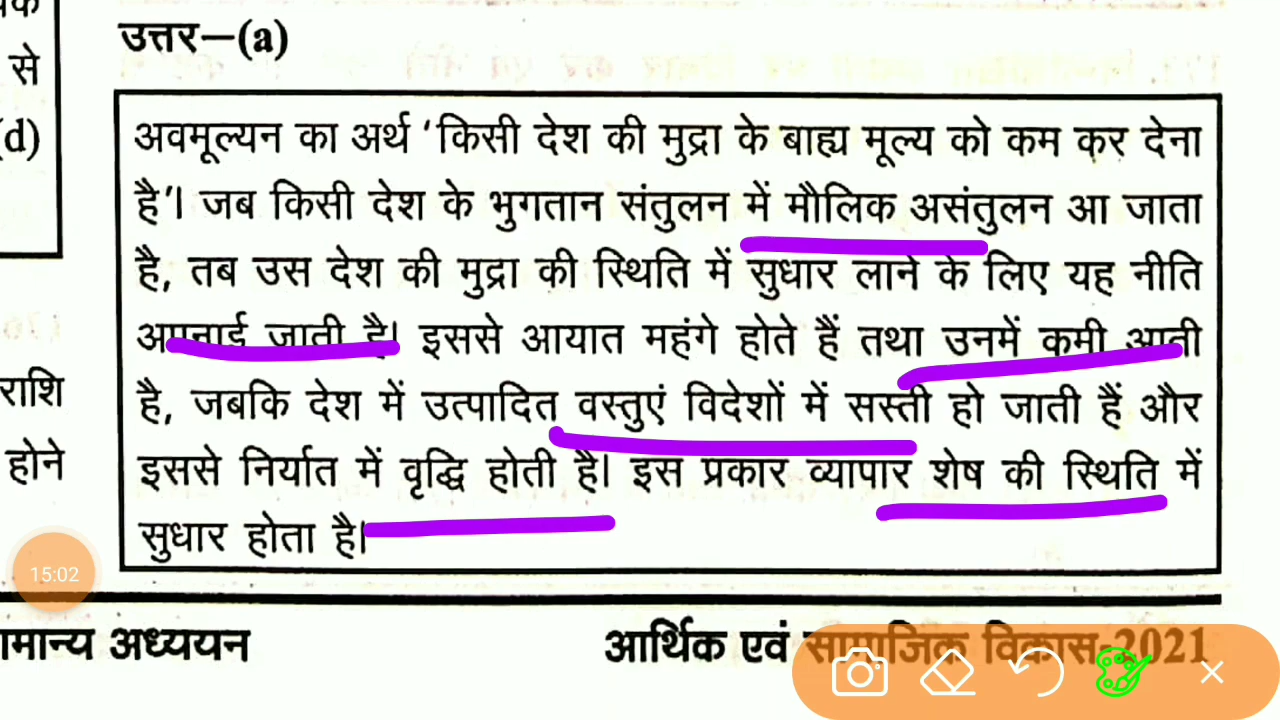 उत्तर–(a)
से
(d)
अवमूल्यन का अर्थ 'किसी देश की मुद्रा के बाह्य मूल्य को कम कर देना
है'। जब किसी देश के भुगतान संतुलन में मौलिक असंतुलन आ जाता
है, तब उस देश की मुद्रा की स्थिति में सुधार लाने के लिए यह नीति
अपनाई जाती है। इससे आयात महंगे होते हैं तथा उनमें कमी आती
है, जबकि देश में उत्पादित वस्तुएं विदेशों में सस्ती हो जाती हैं और
इससे निर्यात में वृद्धि होती है। इस प्रकार व्यापार शेष की स्थिति में
सुधार होता है।
राशि
होने
15:02
ामान्य अध्ययन
आर्थिक एवं सामाजिक विकास-2021